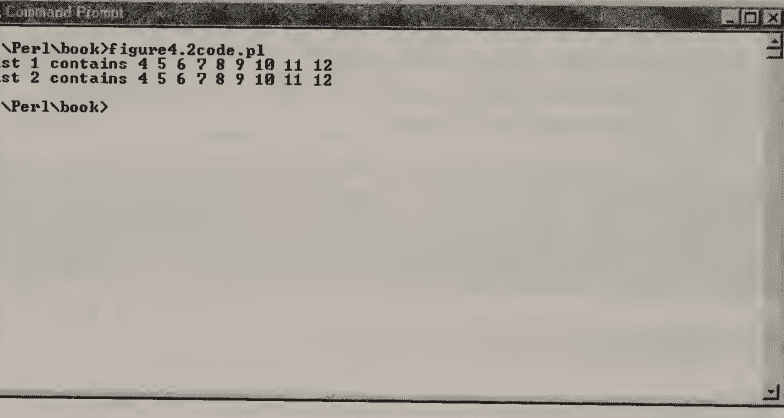 Command Prompt
\Perl\book>figure4.2code.pl
st 1 contains 4 5 6 7 8 9 10 11 12
st 2 contains 4 5 6 7 8 9 10 11 12
\Perl\book>